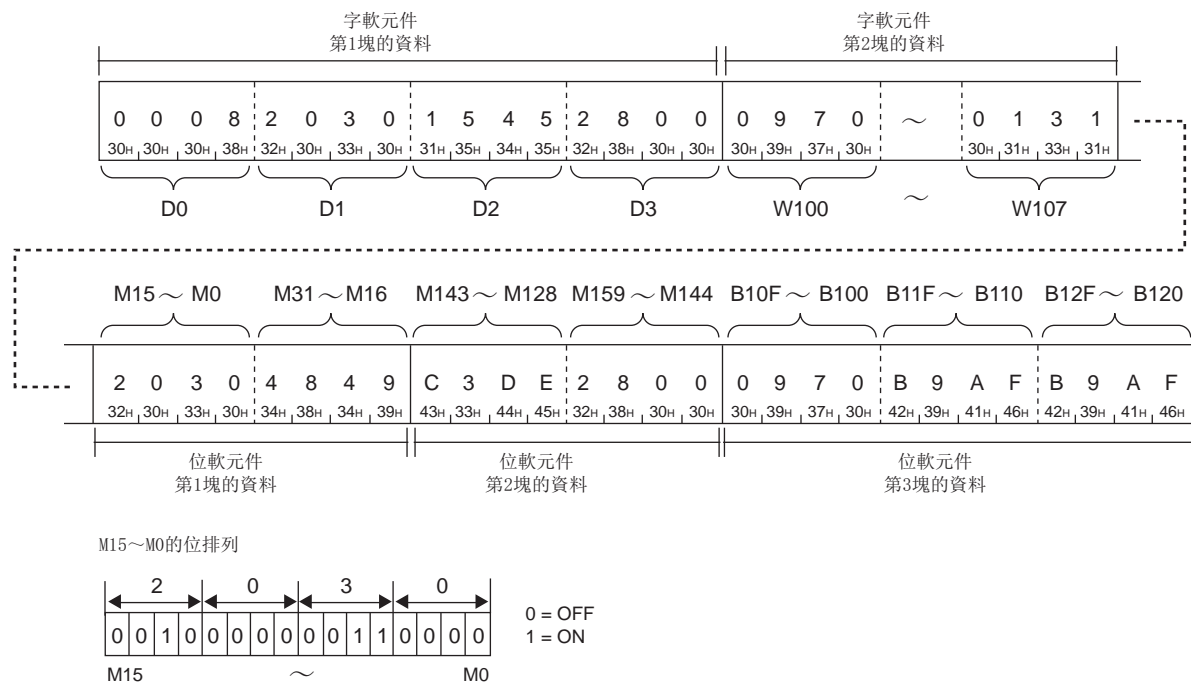 字軟元件
第1塊的資料
字軟元件
第2塊的資料
0 0 0 8 2 0 3 0 1 5 4 5 2 8 0 0 0 9 7 0 ～ 0 1 3 1
30H 30H 30H 38H 32H 30H 33H 30H 31H 35H 34H 35H 32H 38H 30H 30H 30H 39H 37H 30H 30H 31H 33H 31H
D0 D1 D2 D3 W100 ～ W107
M15～M0 M31～M16 M143～M128 M159～M144 B10F～B100 B11F～B110 B12F～B120
2 0 3 0 4 8 4 9 C 3 D E 2 8 0 0 0 9 7 0 B 9 A F B 9 A F
32H 30H 33H 30H 34H 38H 34H 39H 43H 33H 44H 45H 32H 38H 30H 30H 30H 39H 37H 30H 42H 39H 41H 46H 42H 39H 41H 46H
位軟元件
第1塊的資料
位軟元件
第2塊的資料
位軟元件
第3塊的資料
M15～M0的位排列
2 0 3 0
0 0 1 0 0 0 0 0 0 0 1 1 0 0 0 0
0 = OFF
1 = ON
M15 ～ M0